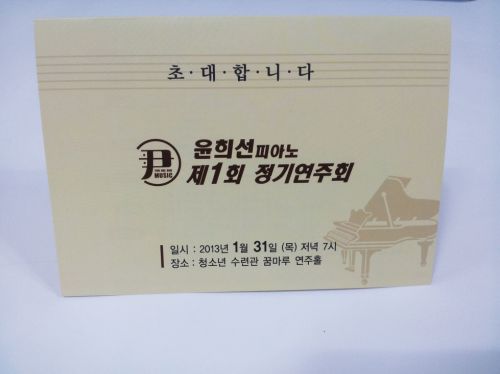 초·대·합·니·다
윤희선피아노
제1회 정기연주회
MUSIC
일시 : 2013년 1월 31일 (목) 저녁 7시
장소 : 청소년 수련관 꿈마루 연주홀